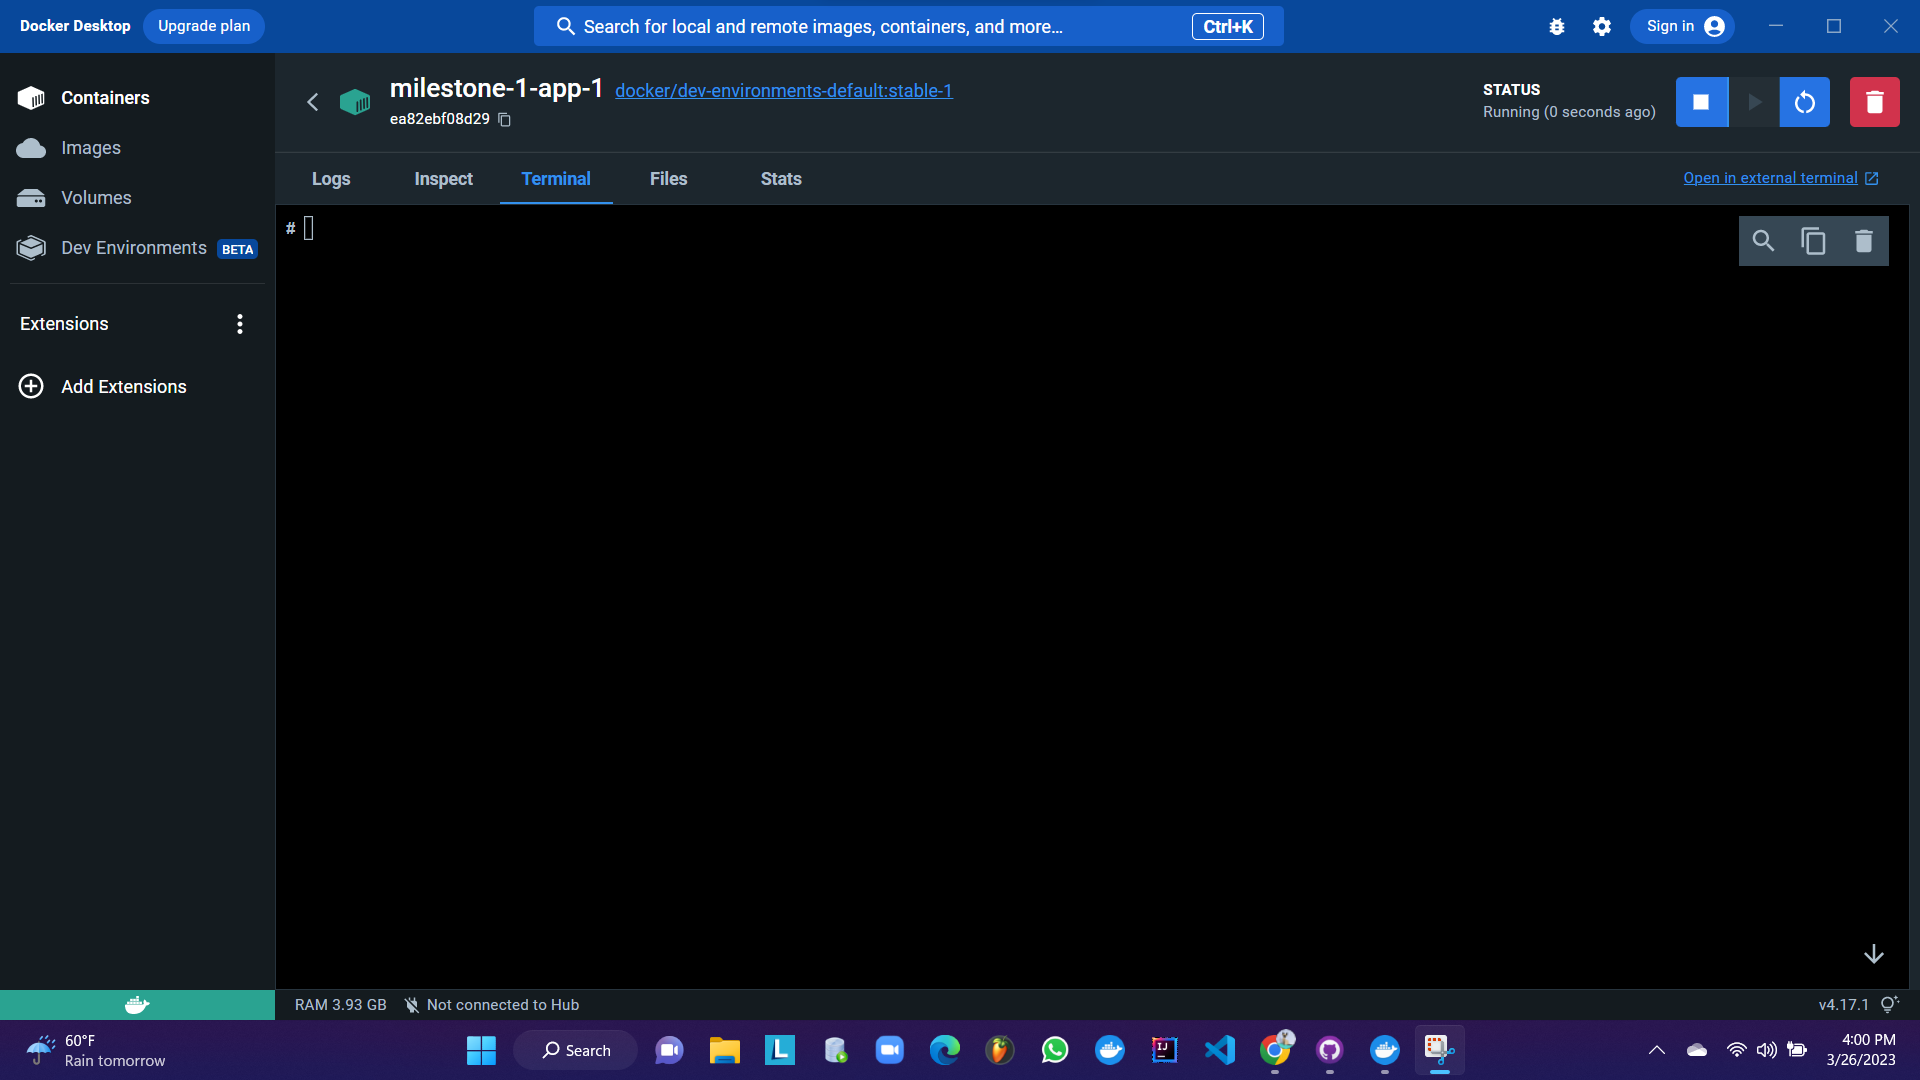 Docker Desktop
Upgrade plan
Search for local and remote images, containers, and more...
Ctrl+K
Sign in
Containers
Images
Volumes
Dev Environments BETA
Extensions
Add Extensions
milestone-1-app-1 docker/dev-environments-default:stable-1
ea82ebf08d29
STATUS
Running (0 seconds ago)
Logs Inspect Terminal Files Stats
Open in external terminal
#
RAM 3.93 GB Not connected to Hub
v4.17.1
60°F
Rain tomorrow
Search
L
IJ
4:00 PM
3/26/2023